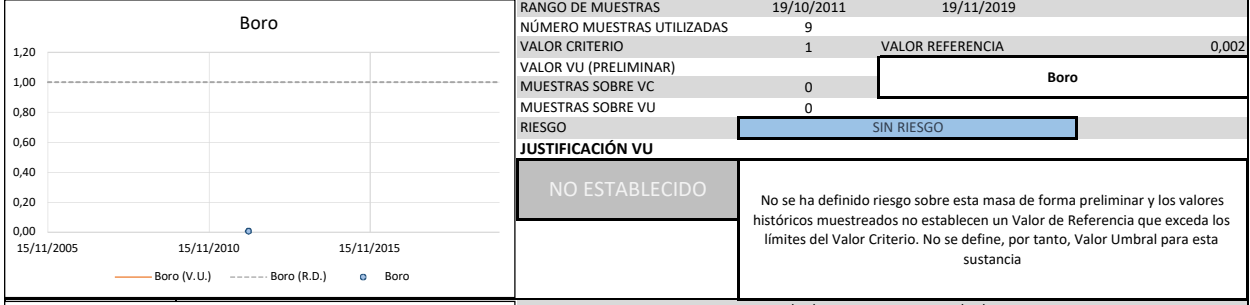 Boro
1,20
1,00
0,80
0,60
0,40
0,20
0,00
15/11/2005 15/11/2010 15/11/2015
Boro (V.U.) Boro (R.D.) Boro
RANGO DE MUESTRAS 19/10/2011 19/11/2019
NÚMERO MUESTRAS UTILIZADAS 9
VALOR CRITERIO 1 VALOR REFERENCIA 0,002
VALOR VU (PRELIMINAR)
Boro
MUESTRAS SOBRE VC 0
MUESTRAS SOBRE VU 0
RIESGO SIN RIESGO
JUSTIFICACIÓN VU
NO ESTABLECIDO
No se ha definido riesgo sobre esta masa de forma preliminar y los valores
históricos muestreados no establecen un Valor de Referencia que exceda los
límites del Valor Criterio. No se define, por tanto, Valor Umbral para esta
sustancia